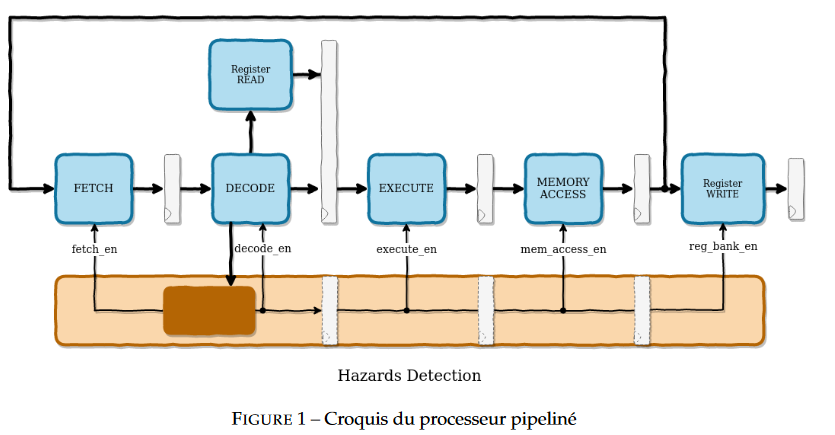 Register
READ
FETCH
DECODE
EXECUTE
MEMORY
ACCESS
Register
WRITE
fetch_en
decode_en
execute_en
mem_access_en
reg_bank_en
Hazards Detection
FIGURE 1 – Croquis du processeur pipeliné